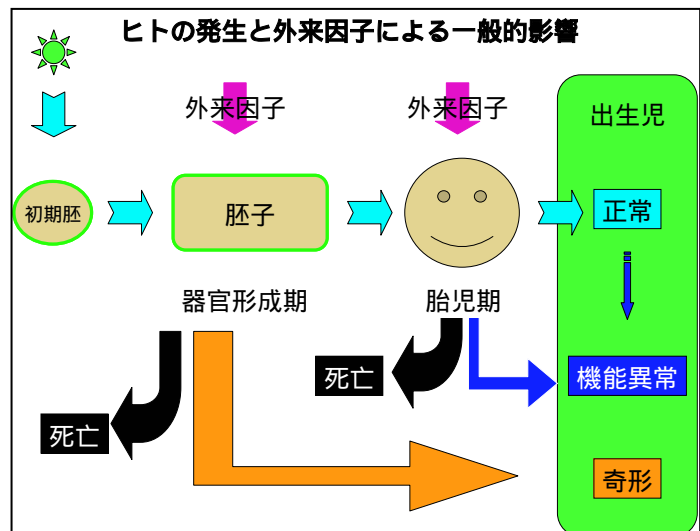 ヒトの発生と外来因子による一般的影響
外来因子
外来因子
出生児
初期胚
胚子
正常
器官形成期
胎児期
死亡
機能異常
死亡
奇形